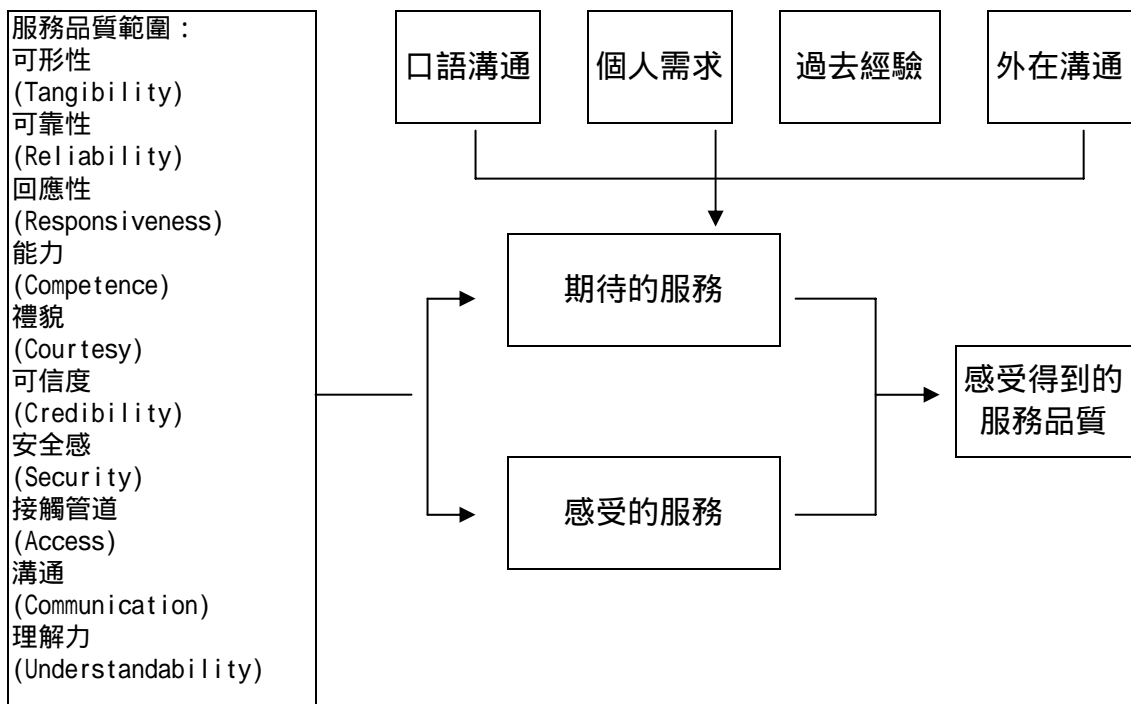 服務品質範圍：
可形性
(Tangibility)
可靠性
(Reliability)
回應性
(Responsiveness)
能力
(Competence)
禮貌
(Courtesy)
可信度
(Credibility)
安全感
(Security)
接觸管道
(Access)
溝通
(Communication)
理解力
(Understandability)
口語溝通
個人需求
過去經驗
外在溝通
期待的服務
感受的服務
感受得到的
服務品質